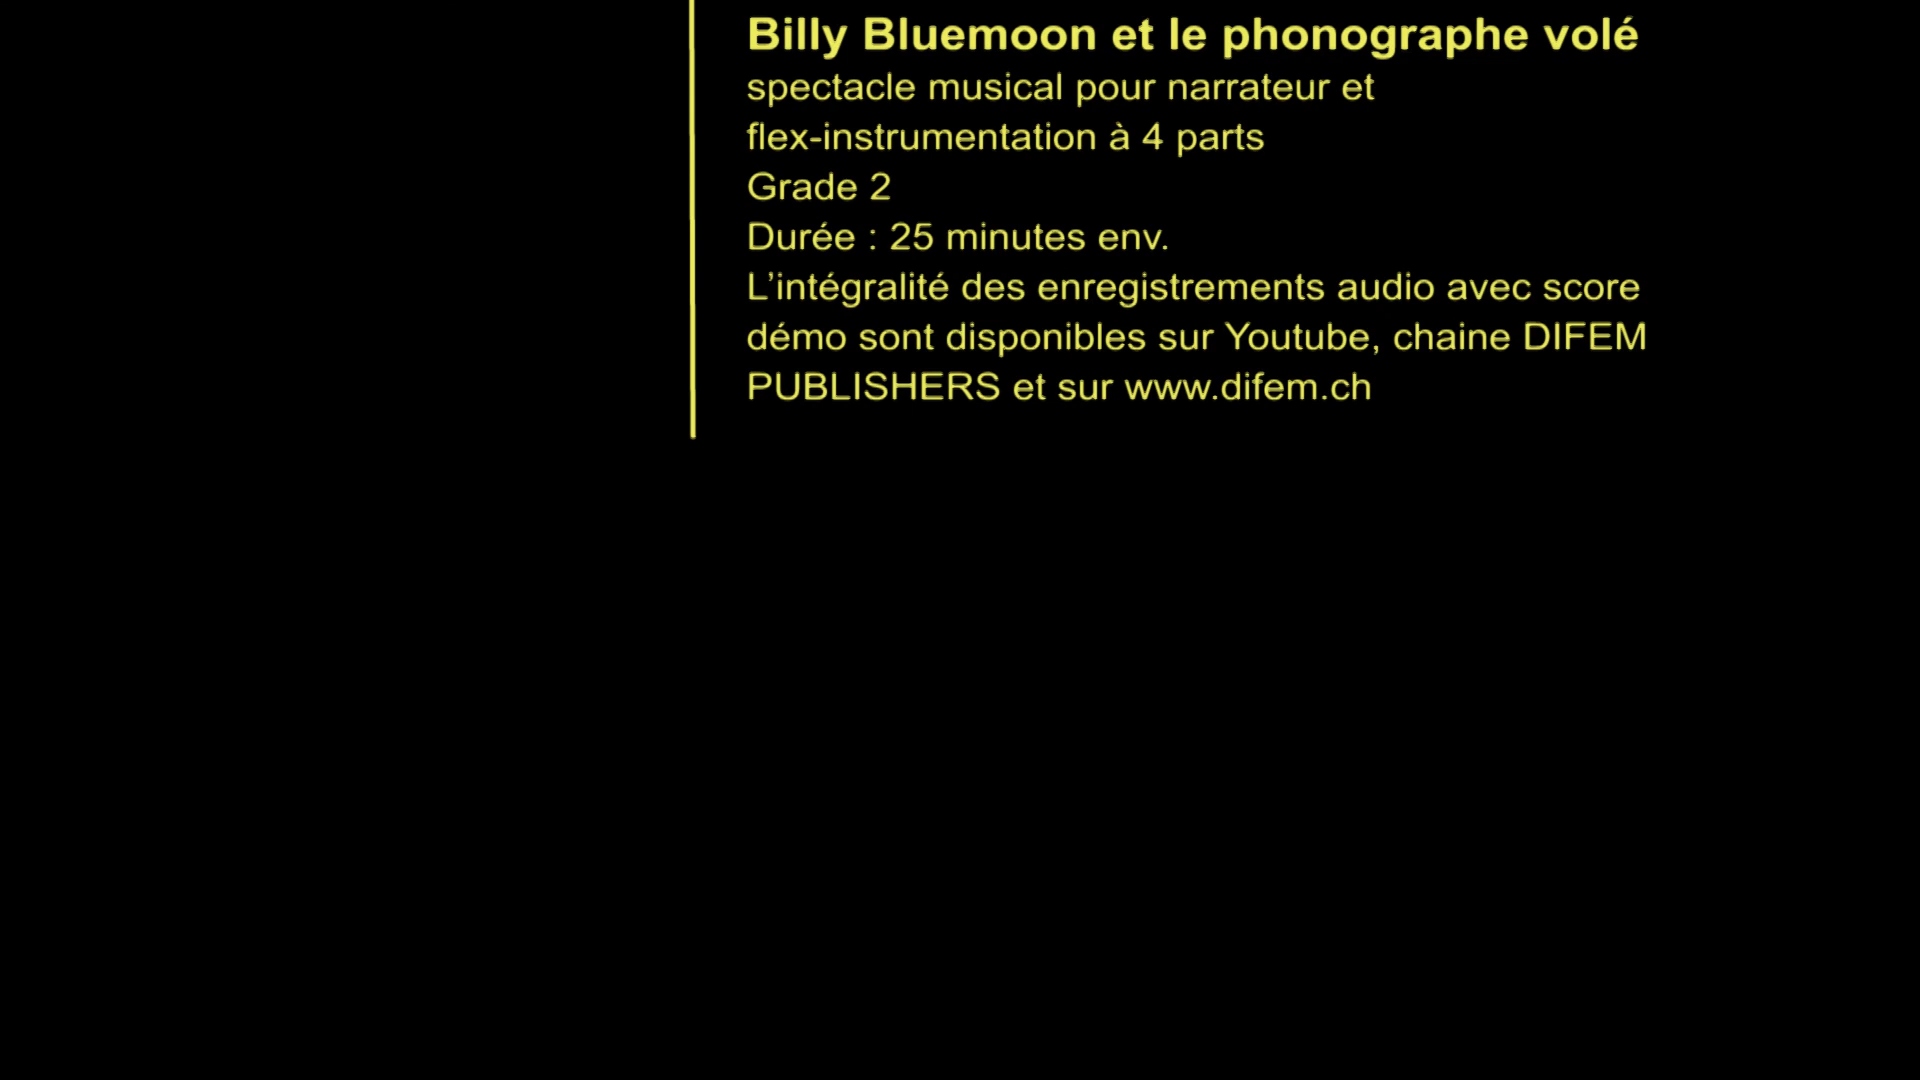 Billy Bluemoon et le phonographe volé
spectacle musical pour narrateur et
flex-instrumentation à 4 parts
Grade 2
Durée : 25 minutes env.
L’intégralité des enregistrements audio avec score
démo sont disponibles sur Youtube, chaine DIFEM
PUBLISHERS et sur www.difem.ch